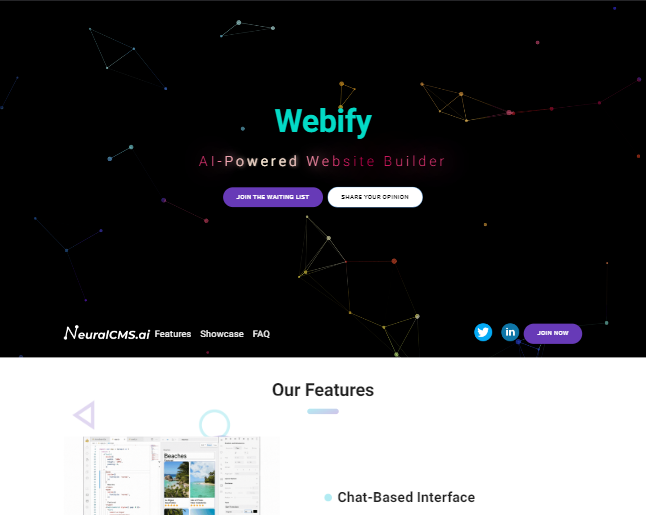 Webify
AI-Powered Website Builder
JOIN THE WAITING LIST
SHARE YOUR OPINION
NeuralCMS.ai Features Showcase FAQ
JOIN NOW
Our Features
Beaches
Chat-Based Interface